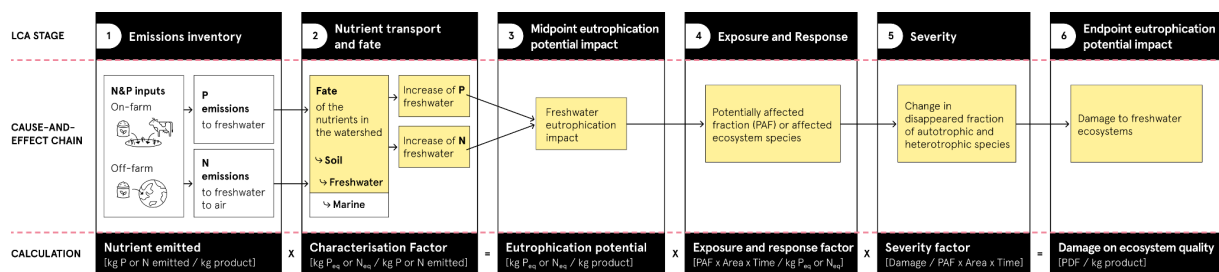 LCA STAGE
1 Emissions inventory
2 Nutrient transport
and fate
3 Midpoint eutrophication
potential impact
4 Exposure and Response
5 Severity
6 Endpoint eutrophication
potential impact
CAUSE-AND-
EFFECT CHAIN
N&P inputs
On-farm
Off-farm
P
emissions
to freshwater
N
emissions
to freshwater
to air
Fate
of the
nutrients in
the watershed
↳ Soil
↳ Freshwater
↳ Marine
Increase of P
freshwater
Increase of N
freshwater
Freshwater
eutrophication
impact
Potentially affected
fraction (PAF) or affected
ecosystem species
Change in
disappeared fraction
of autotrophic and
heterotrophic species
Damage to freshwater
ecosystems
CALCULATION
Nutrient emitted
[kg P or N emitted / kg product]
x
Characterisation Factor
[kg Peq or Neq / kg P or N emitted]
=
Eutrophication potential
[kg Peq or Neq / kg product]
x
Exposure and response factor
[PAF x Area x Time / kg Peq or Neq]
x
Severity factor
[Damage / PAF x Area x Time]
=
Damage on ecosystem quality
[PDF / kg product]